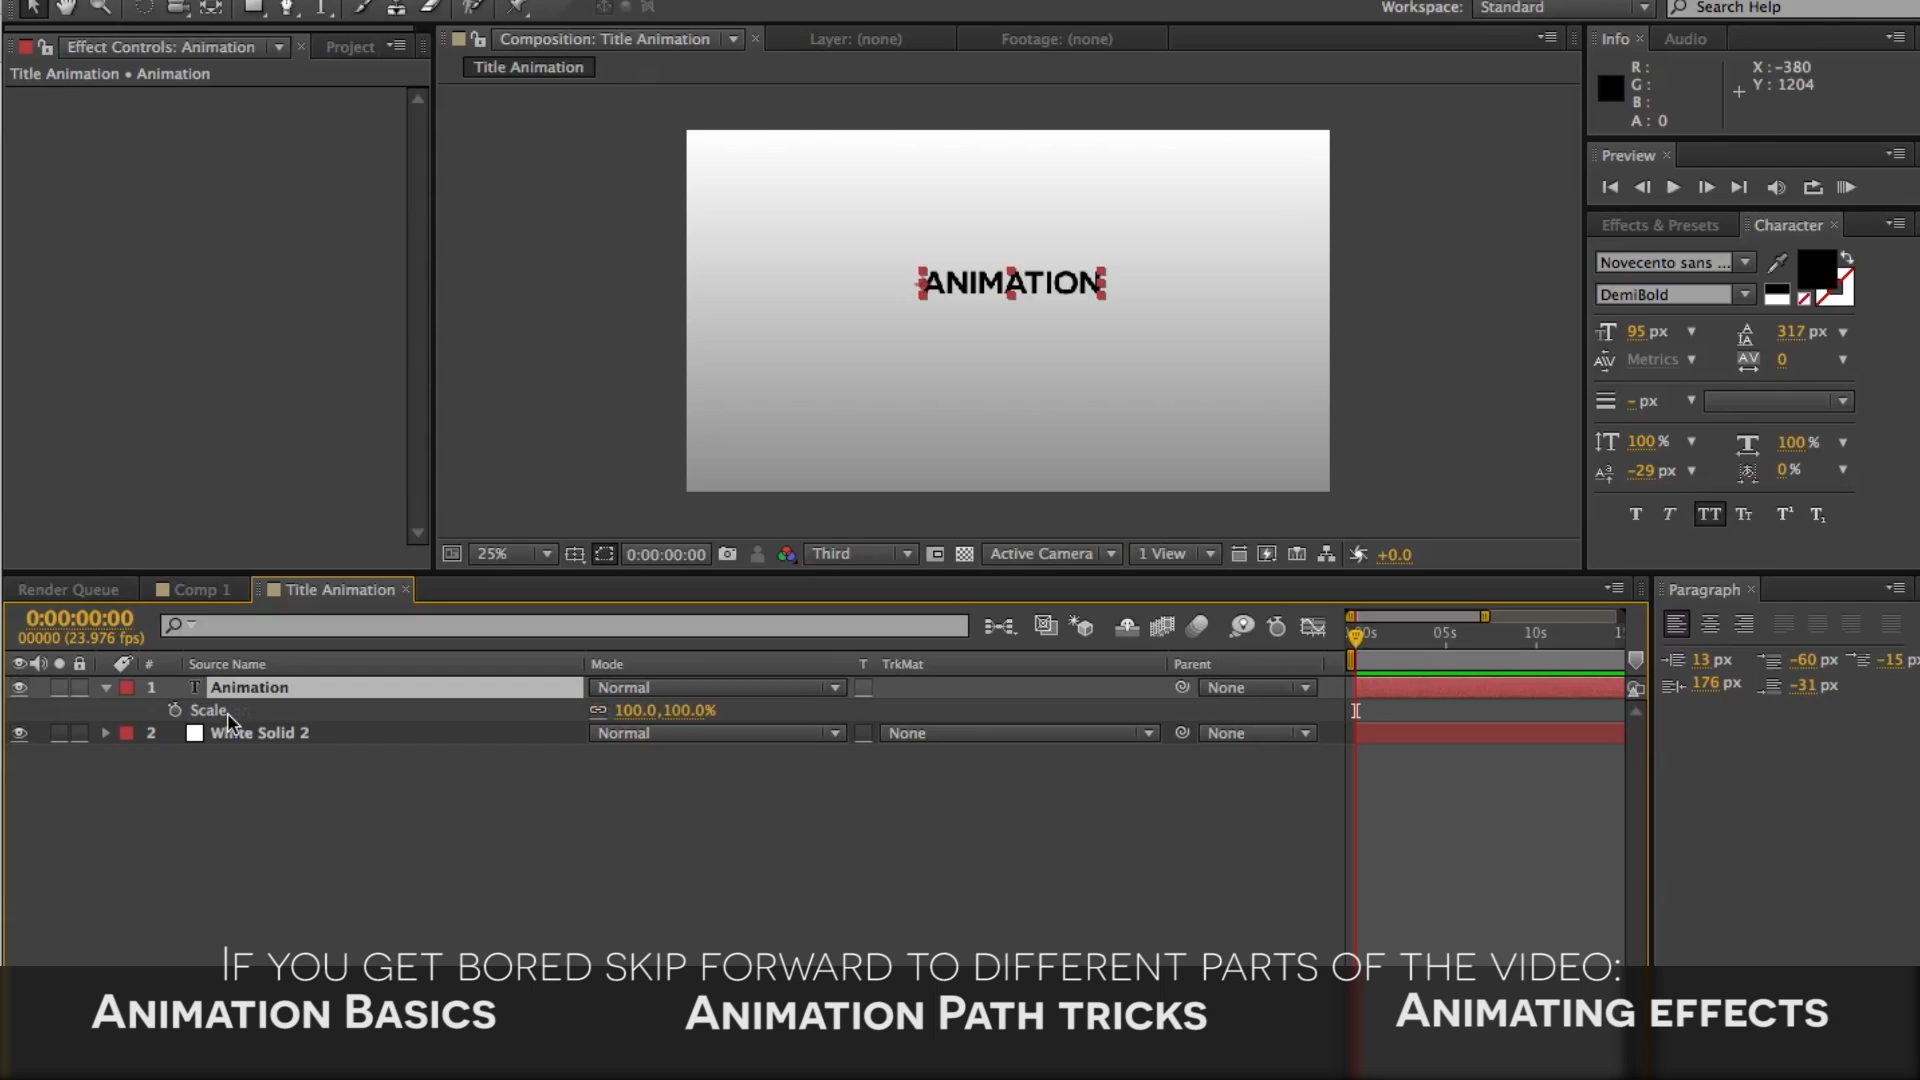 Workspace: Standard Search Help
Effect Controls: Animation × Project
Composition: Title Animation × Layer: (none) Footage: (none)
Info × Audio
Title Animation • Animation
Title Animation
R :
G :
B :
A : 0
X : -380
Y : 1204
Preview ×
Effects & Presets Character ×
Novecento sans ...
DemiBold
ANIMATION
95 px 317 px
Metrics 0
- px
100 % 100 %
-29 px 0 %
T T TT Tt T¹ T₁
25% 0:00:00:00 Third Active Camera 1 View +0.0
Render Queue Comp 1 Title Animation ×
Paragraph ×
0:00:00:00
00000 (23.976 fps)
05s 10s
13 px -60 px -15 px
176 px -31 px
# Source Name Mode T TrkMat Parent
1 T Animation Normal None
Scale 100.0,100.0%
2 White Solid 2 Normal None None
If you get bored skip forward to different parts of the video:
Animation Basics Animation Path tricks Animating effects